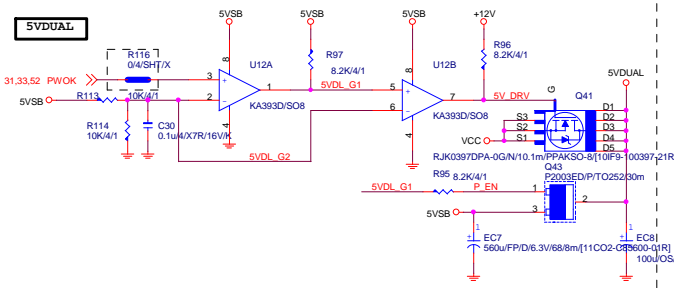 5VDUAL
5VSB
5VSB
+12V
R116
0/4/SHT/X
U12A
R97
8.2K/4/1
U12B
R96
8.2K/4/1
31,33,52 PWOK
3
2
8
4
1
5VDL_G1
5
6
8
4
7
5V_DRV
G
Q41
5VDUAL
5VSB
R113
10K/4/1
KA393D/SO8
KA393D/SO8
R114
10K/4/1
C30
0.1u/4/X7R/16V/K
S3
S2
S1
D1
D2
D3
D4
D5
VCC
5VDL_G2
RJK0397DPA-0G/N/10.1m/PPAKSO-8/[10IF9-100397-21R
Q43
P2003ED/P/TO252/30m
R95
8.2K/4/1
5VDL_G1
P_EN
1
2
3
5VSB
1
EC7
560u/FP/D/6.3V/68/8m/[11CO2-C85600-01R]
1
EC8
100u/OS/